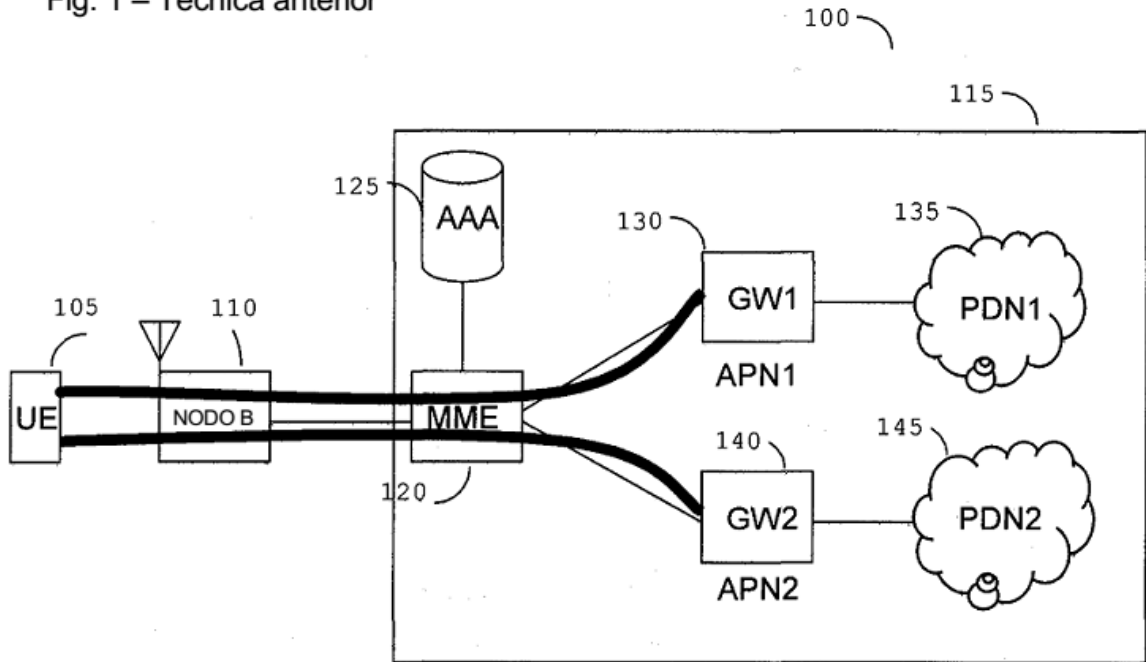 Fig. 1 – Técnica anterior
100
115
125
AAA
130
135
GW1
PDN1
105
110
APN1
UE
NODO B
MME
120
140
145
GW2
PDN2
APN2